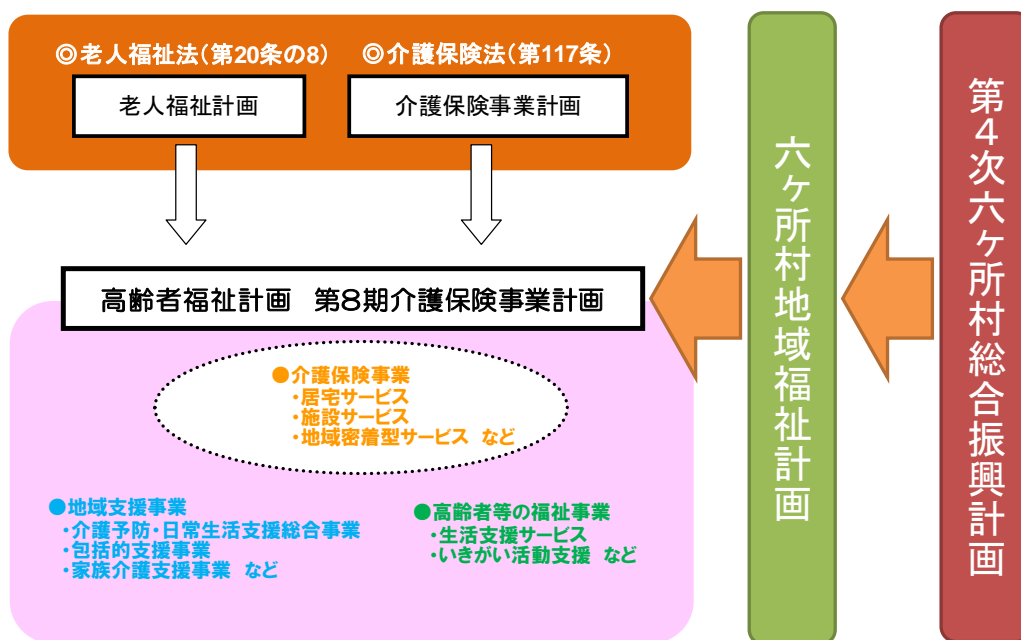 ◎老人福祉法(第20条の8)
◎介護保険法(第117条)
老人福祉計画
介護保険事業計画
高齢者福祉計画　第8期介護保険事業計画
●介護保険事業
・居宅サービス
・施設サービス
・地域密着型サービス など
●地域支援事業
・介護予防・日常生活支援総合事業
・包括的支援事業
・家族介護支援事業 など
●高齢者等の福祉事業
・生活支援サービス
・いきがい活動支援 など
六ヶ所村地域福祉計画
第4次六ヶ所村総合振興計画